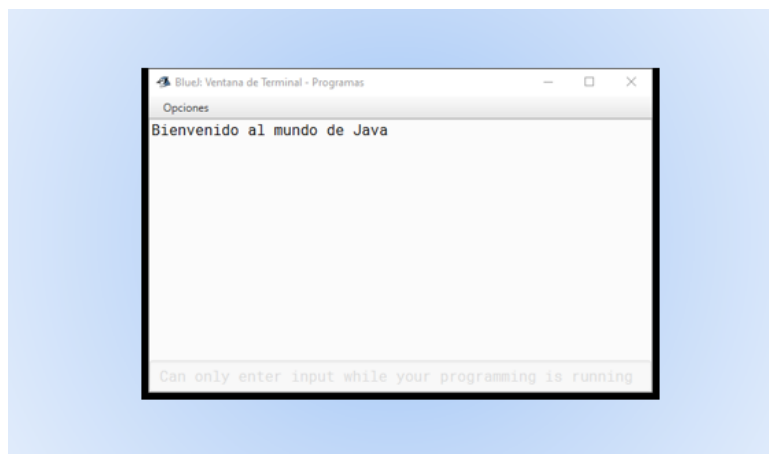 BlueJ: Ventana de Terminal - Programas
Opciones
Bienvenido al mundo de Java
Can only enter input while your programming is running